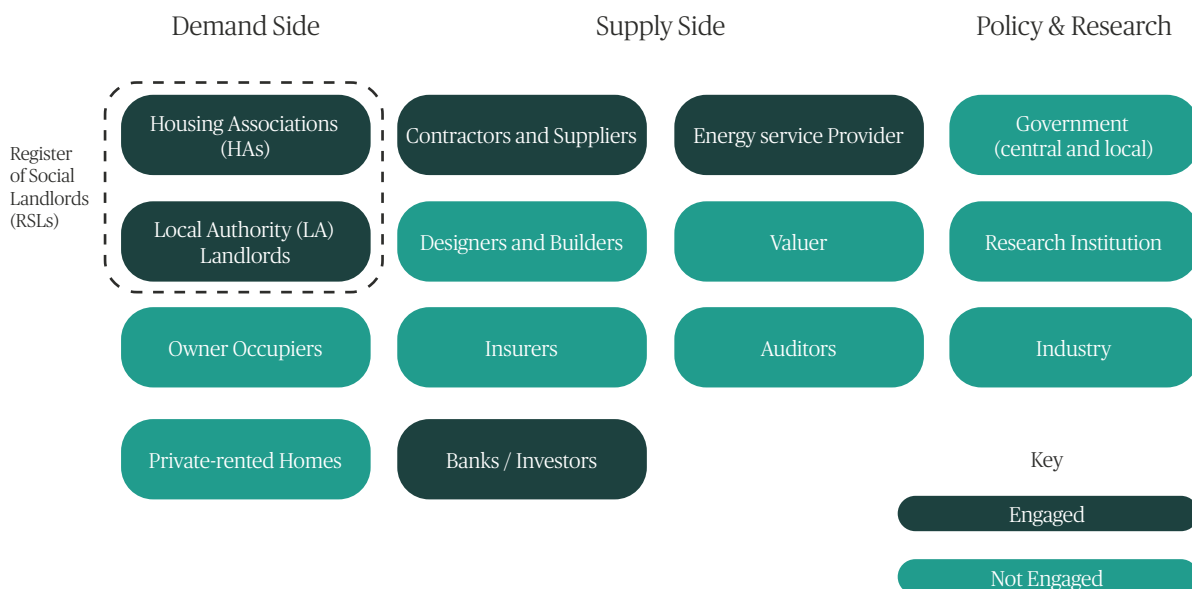 Demand Side
Supply Side
Policy & Research
Register
of Social
Landlords
(RSLs)
Housing Associations
(HAs)
Contractors and Suppliers
Energy service Provider
Government
(central and local)
Local Authority (LA)
Landlords
Designers and Builders
Valuer
Research Institution
Owner Occupiers
Insurers
Auditors
Industry
Private-rented Homes
Banks / Investors
Key
Engaged
Not Engaged